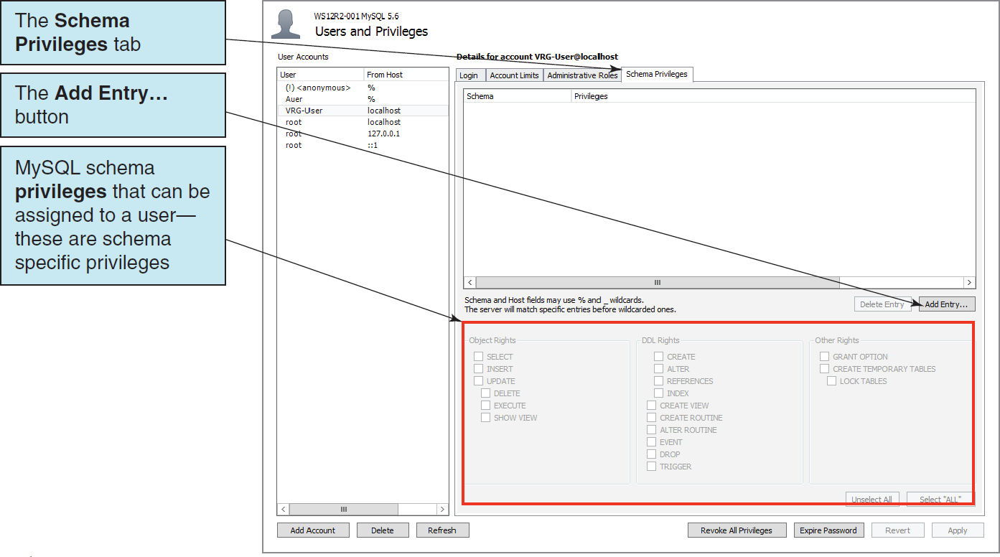 The Schema
Privileges tab
The Add Entry…
button
MySQL schema
privileges that can be
assigned to a user—
these are schema
specific privileges
WS12R2-001 MySQL 5.6
Users and Privileges
User Accounts
User From Host
(!) <anonymous> %
Auer %
VRG-User localhost
root localhost
root 127.0.0.1
root ::1
Add Account Delete Refresh
Details for account VRG-User@localhost
Login Account Limits Administrative Roles Schema Privileges
Schema Privileges
Schema and Host fields may use % and _ wildcards.
The server will match specific entries before wildcarded ones.
Delete Entry Add Entry...
Object Rights
SELECT
INSERT
UPDATE
DELETE
EXECUTE
SHOW VIEW
DDL Rights
CREATE
ALTER
REFERENCES
INDEX
CREATE VIEW
CREATE ROUTINE
ALTER ROUTINE
EVENT
DROP
TRIGGER
Other Rights
GRANT OPTION
CREATE TEMPORARY TABLES
LOCK TABLES
Unselect All Select "ALL"
Revoke All Privileges Expire Password Revert Apply